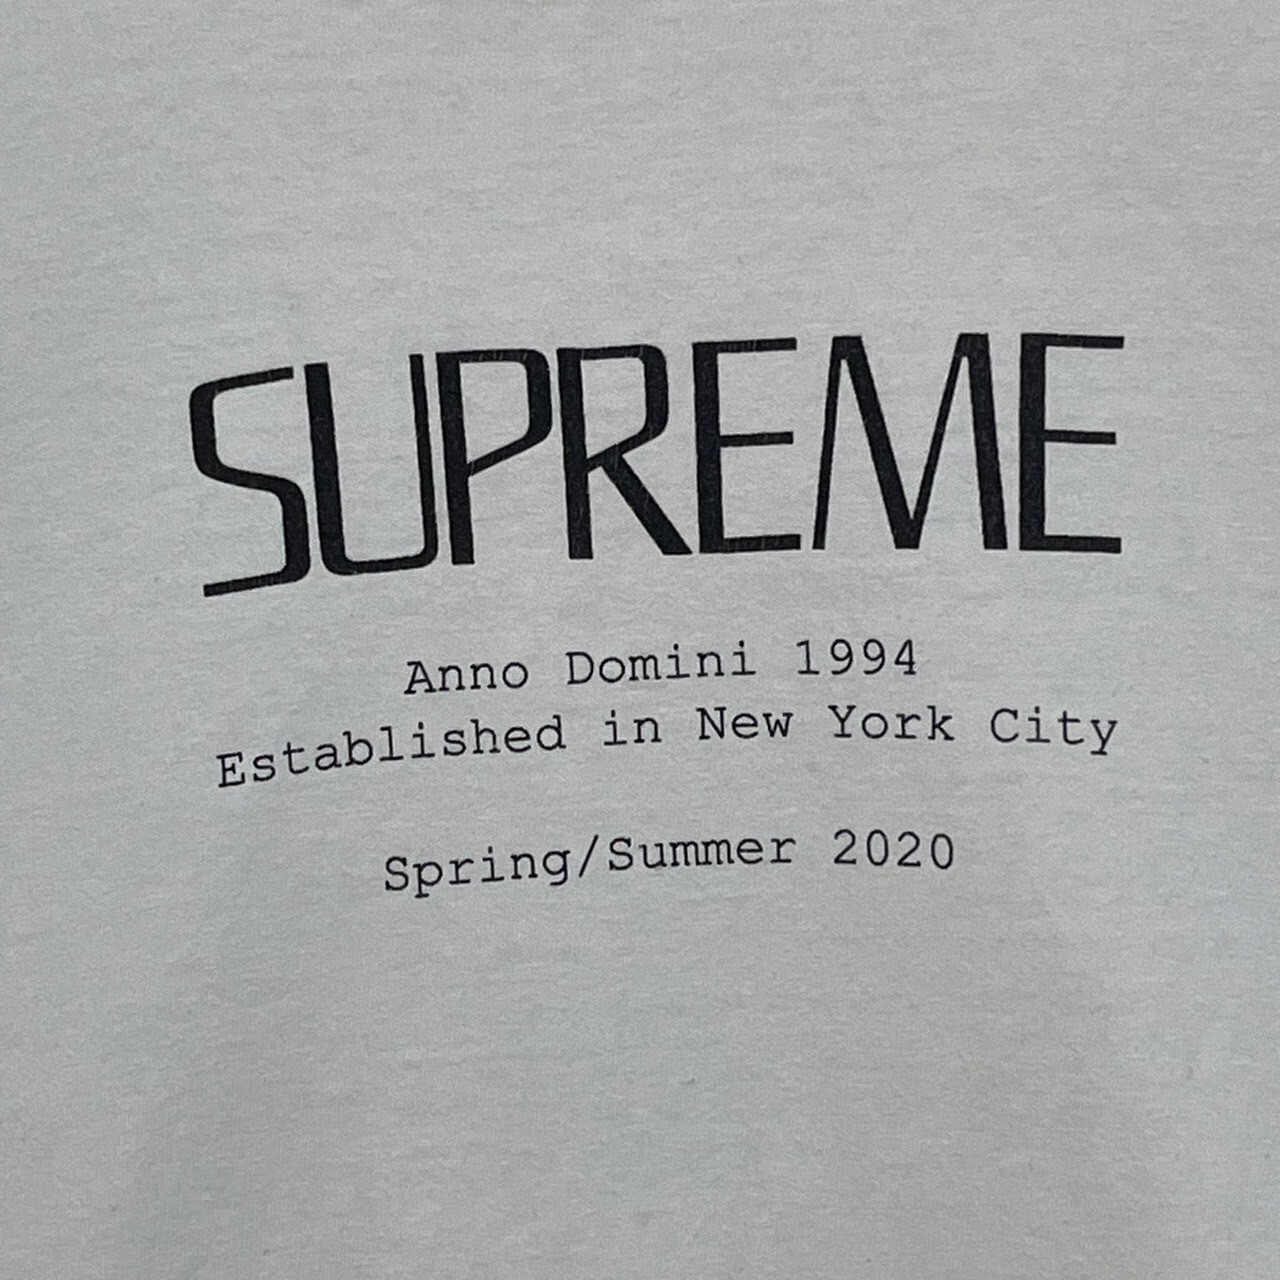 SUPREME
Anno Domini 1994
Established in New York City
Spring/Summer 2020